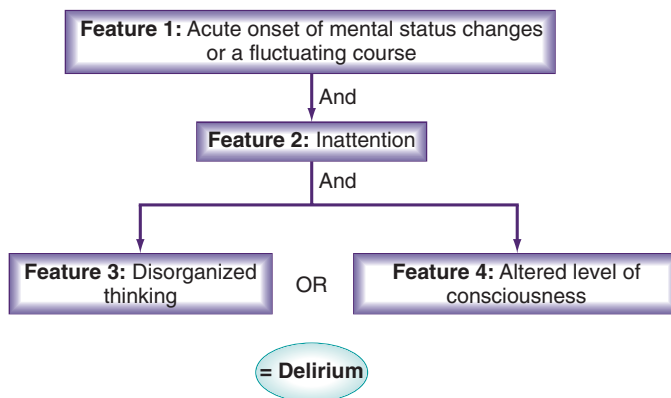 Feature 1: Acute onset of mental status changes
or a fluctuating course
And
Feature 2: Inattention
And
Feature 3: Disorganized
thinking
OR
Feature 4: Altered level of
consciousness
= Delirium